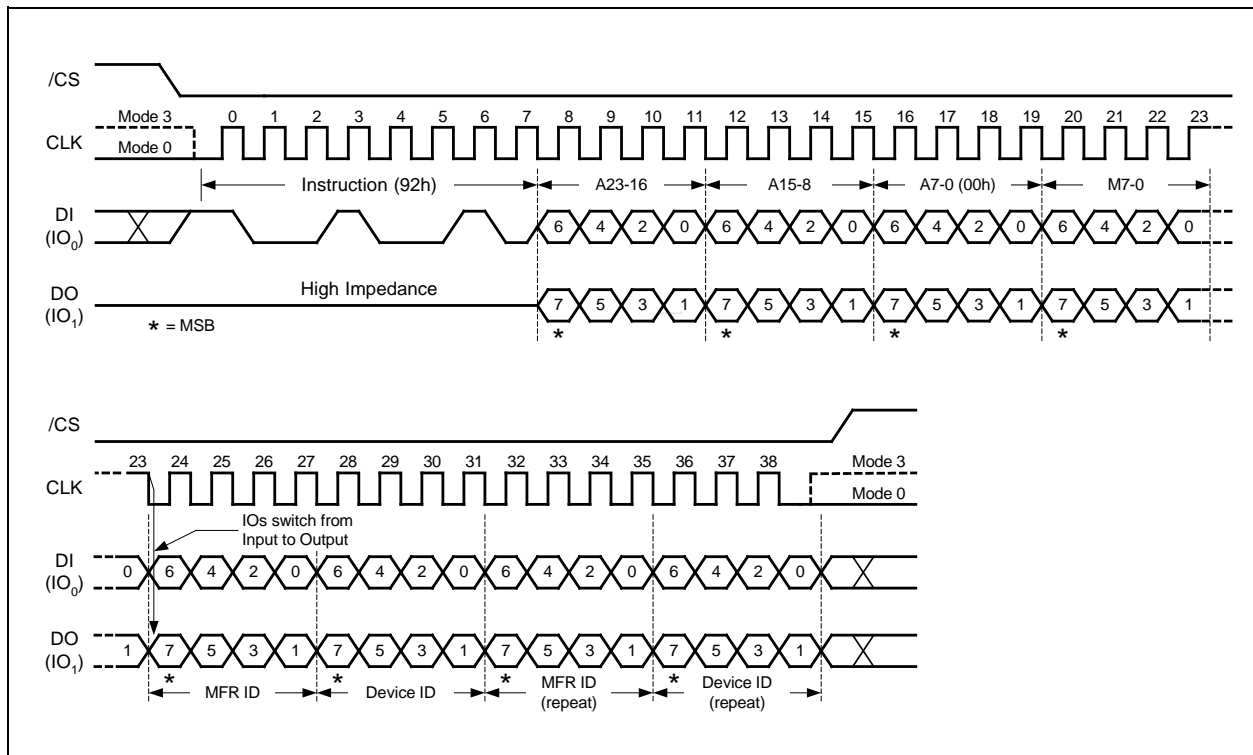 /CS
Mode 3 0 1 2 3 4 5 6 7 8 9 10 11 12 13 14 15 16 17 18 19 20 21 22 23
CLK
Mode 0
Instruction (92h) A23-16 A15-8 A7-0 (00h) M7-0
DI
(IO0) 6 4 2 0 6 4 2 0 6 4 2 0 6 4 2 0
High Impedance
DO
(IO1) 7 5 3 1 7 5 3 1 7 5 3 1 7 5 3 1
* = MSB * * * *
/CS
23 24 25 26 27 28 29 30 31 32 33 34 35 36 37 38 Mode 3
CLK
Mode 0
IOs switch from
Input to Output
DI
(IO0) 0 6 4 2 0 6 4 2 0 6 4 2 0 6 4 2 0
DO
(IO1) 1 7 5 3 1 7 5 3 1 7 5 3 1 7 5 3 1
* * * *
MFR ID Device ID MFR ID
(repeat) Device ID
(repeat)